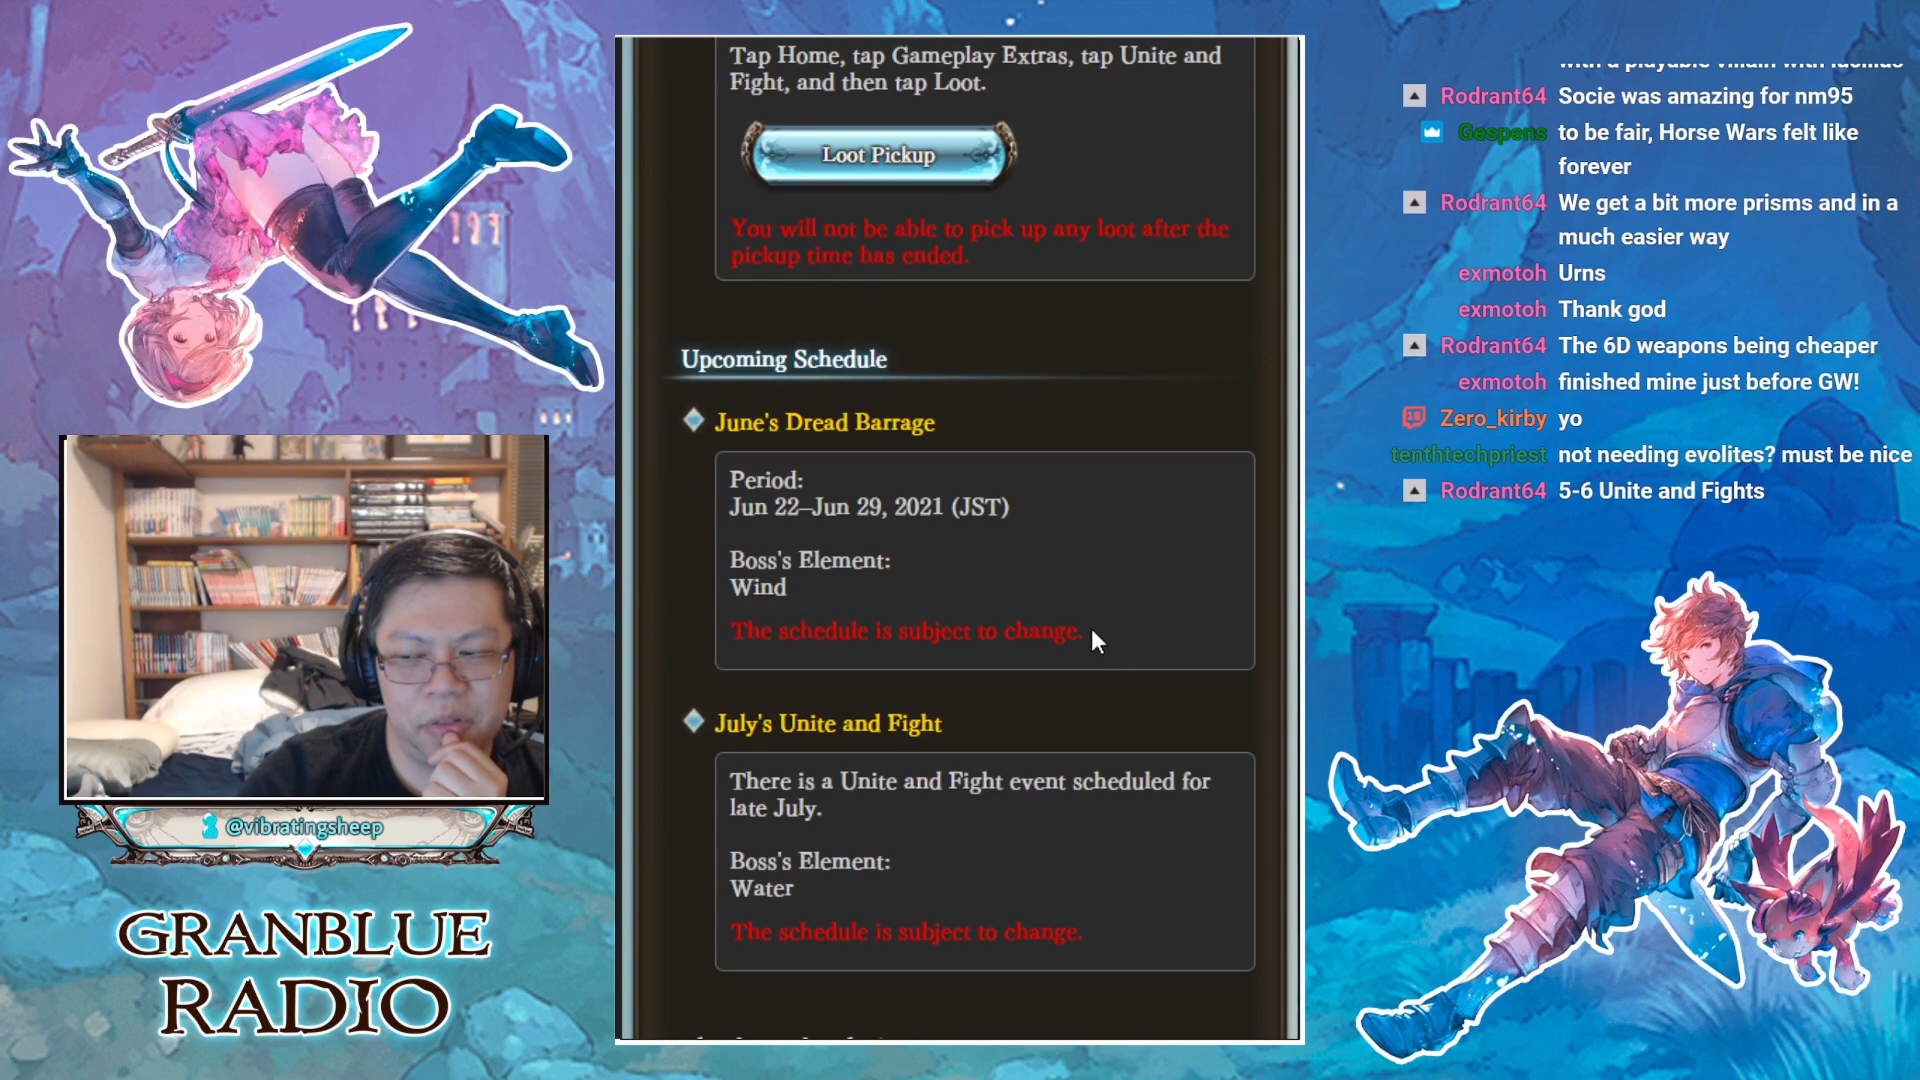 Tap Home, tap Gameplay Extras, tap Unite and
Fight, and then tap Loot.
Loot Pickup
You will not be able to pick up any loot after the
pickup time has ended.
Upcoming Schedule
June's Dread Barrage
Period:
Jun 22–Jun 29, 2021 (JST)
Boss's Element:
Wind
The schedule is subject to change.
July's Unite and Fight
There is a Unite and Fight event scheduled for
late July.
Boss's Element:
Water
The schedule is subject to change.
@vibratingsheep
GRANBLUE
RADIO
with a playable villain with
Rodrant64 Socie was amazing for nm95
Gespens to be fair, Horse Wars felt like
forever
Rodrant64 We get a bit more prisms and in a
much easier way
exmotoh Urns
exmotoh Thank god
Rodrant64 The 6D weapons being cheaper
exmotoh finished mine just before GW!
Zero_kirby yo
tenthtechpriest not needing evolites? must be nice
Rodrant64 5-6 Unite and Fights